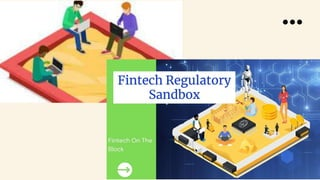 Fintech Regulatory
Sandbox
Fintech On The
Block